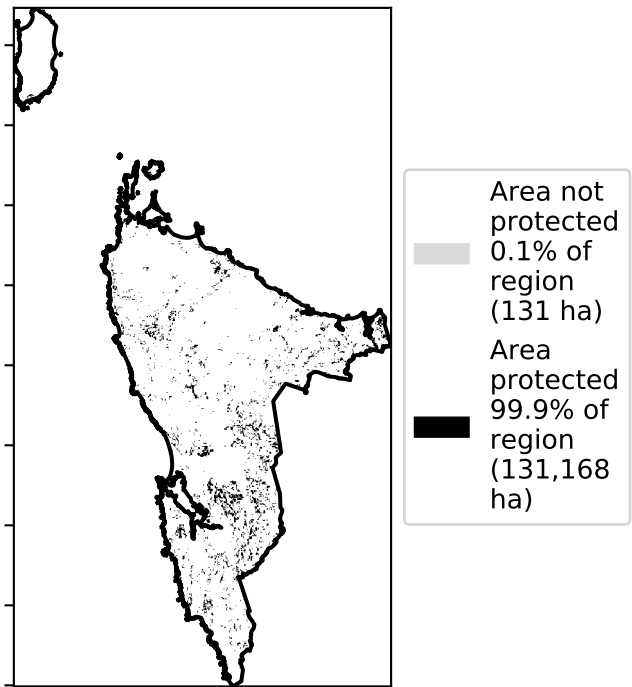 Area not
protected
0.1% of
region
(131 ha)
Area
protected
99.9% of
region
(131,168
ha)